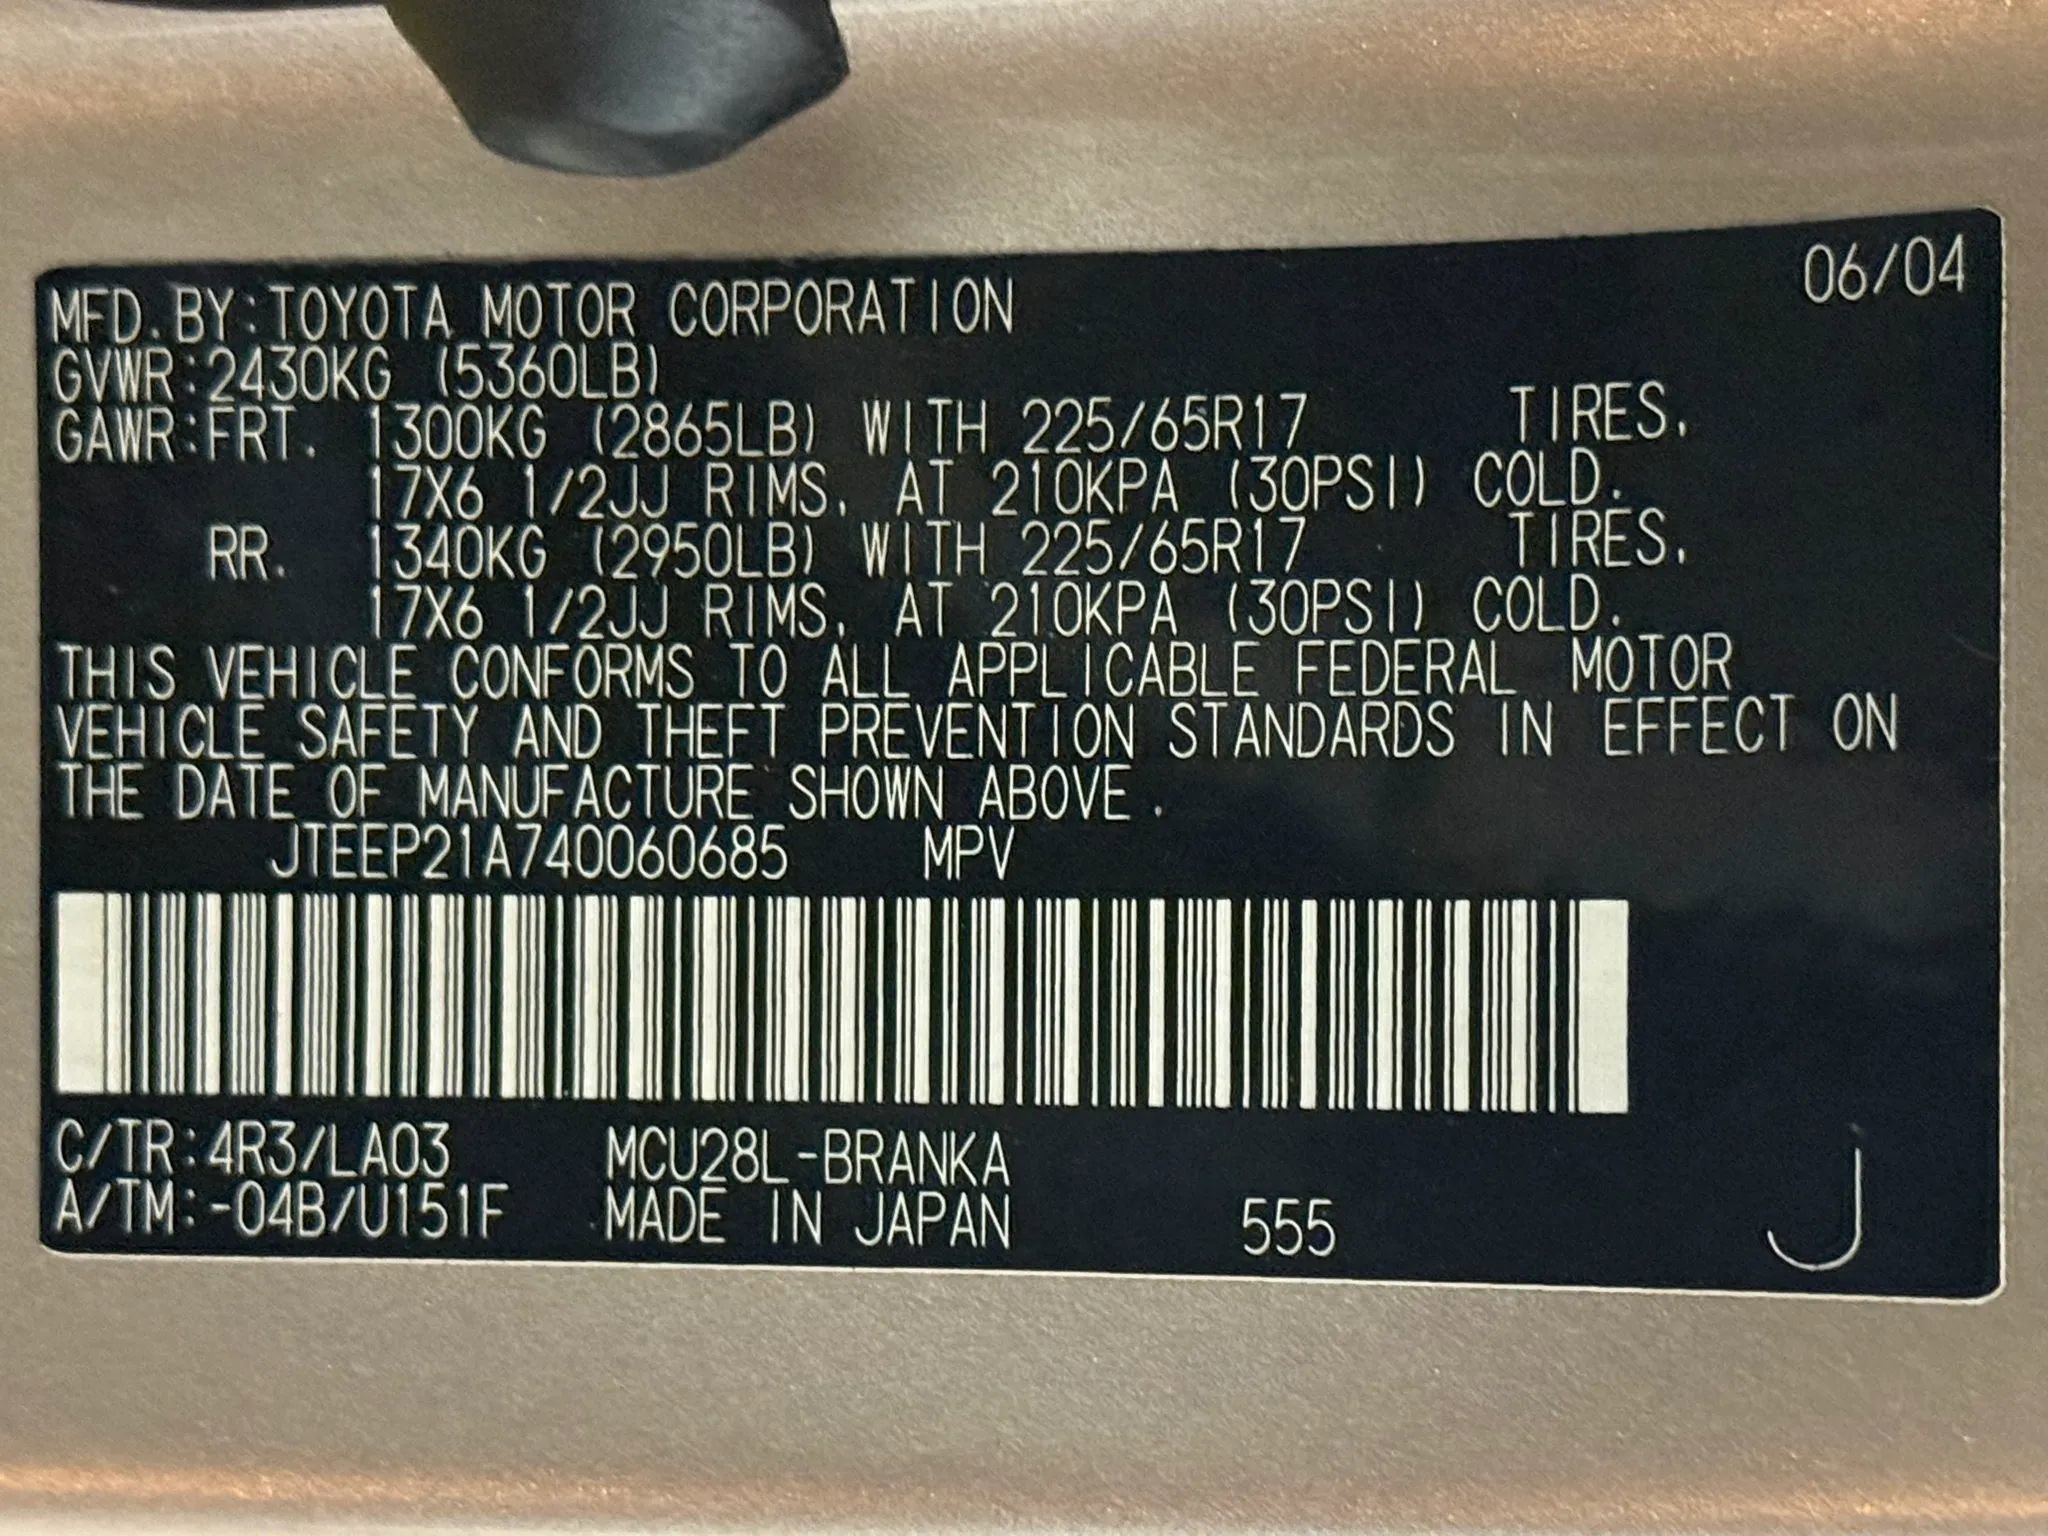 06/04
MFD.BY:TOYOTA MOTOR CORPORATION
GVWR:2430KG (5360LB)
GAWR:FRT. 1300KG (2865LB) WITH 225/65R17 TIRES.
17X6 1/2JJ RIMS, AT 210KPA (30PSI) COLD.
RR. 1340KG (2950LB) WITH 225/65R17 TIRES.
17X6 1/2JJ RIMS, AT 210KPA (30PSI) COLD.
THIS VEHICLE CONFORMS TO ALL APPLICABLE FEDERAL MOTOR
VEHICLE SAFETY AND THEFT PREVENTION STANDARDS IN EFFECT ON
THE DATE OF MANUFACTURE SHOWN ABOVE.
JTEEP21A740060685 MPV
C/TR:4R3/LA03 MCU28L-BRANKA
A/TM:-04B/U151F MADE IN JAPAN 555 J